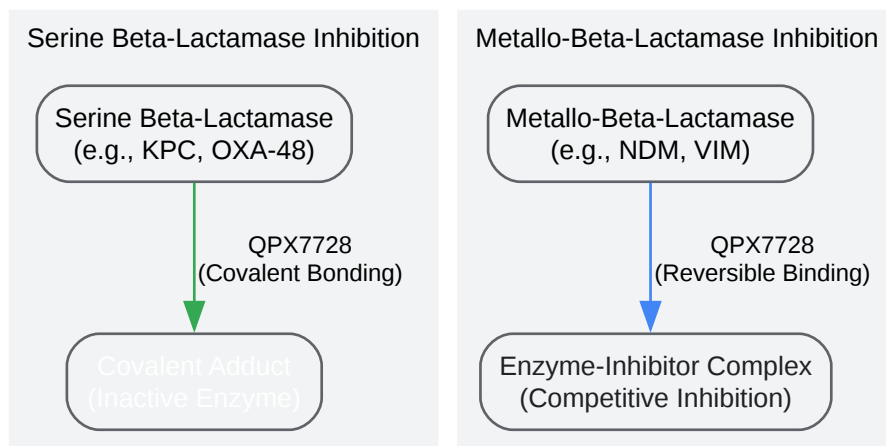 Serine Beta-Lactamase Inhibition
Serine Beta-Lactamase
(e.g., KPC, OXA-48)
QPX7728
(Covalent Bonding)
Covalent Adduct
(Inactive Enzyme)
Metallo-Beta-Lactamase Inhibition
Metallo-Beta-Lactamase
(e.g., NDM, VIM)
QPX7728
(Reversible Binding)
Enzyme-Inhibitor Complex
(Competitive Inhibition)